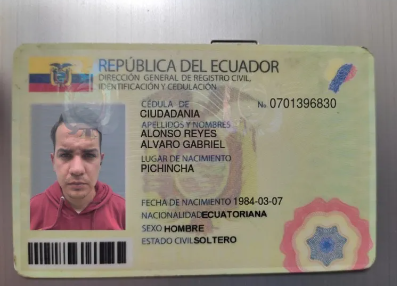 REPÚBLICA DEL ECUADOR
DIRECCIÓN GENERAL DE REGISTRO CIVIL,
IDENTIFICACIÓN Y CEDULACIÓN
CÉDULA DE No 0701396830
CIUDADANIA
APELLIDOS Y NOMBRES
ALONSO REYES
ALVARO GABRIEL
LUGAR DE NACIMIENTO
PICHINCHA
FECHA DE NACIMIENTO 1984-03-07
NACIONALIDAD ECUATORIANA
SEXO HOMBRE
ESTADO CIVIL SOLTERO